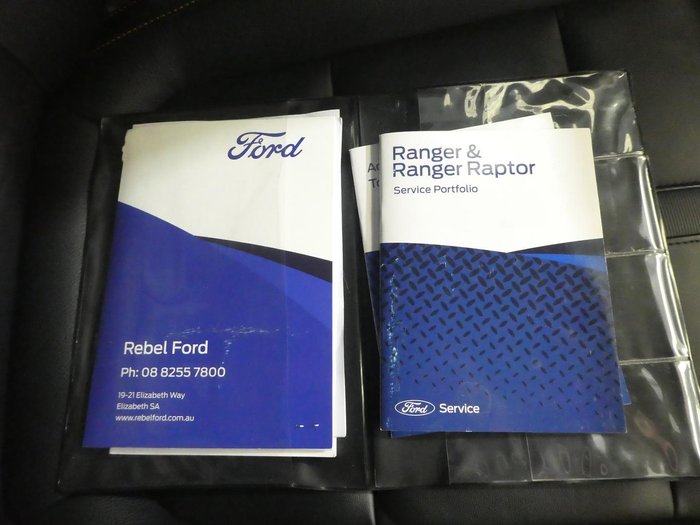 Ford
Rebel Ford
Ph: 08 8255 7800
19-21 Elizabeth Way
Elizabeth SA
www.rebelford.com.au
Ranger &
Ranger Raptor
Service Portfolio
Ford Service